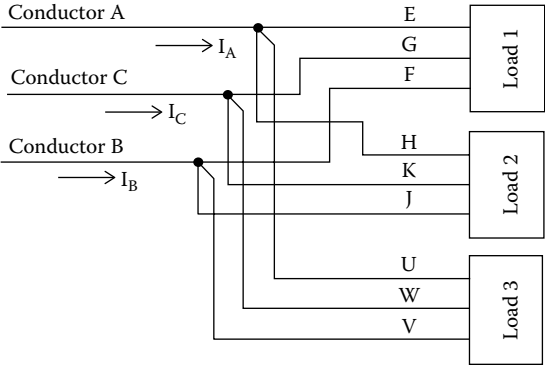 Conductor A
E
I_A
G
Load 1
Conductor C
F
I_C
Conductor B
H
I_B
K
Load 2
J
U
W
Load 3
V